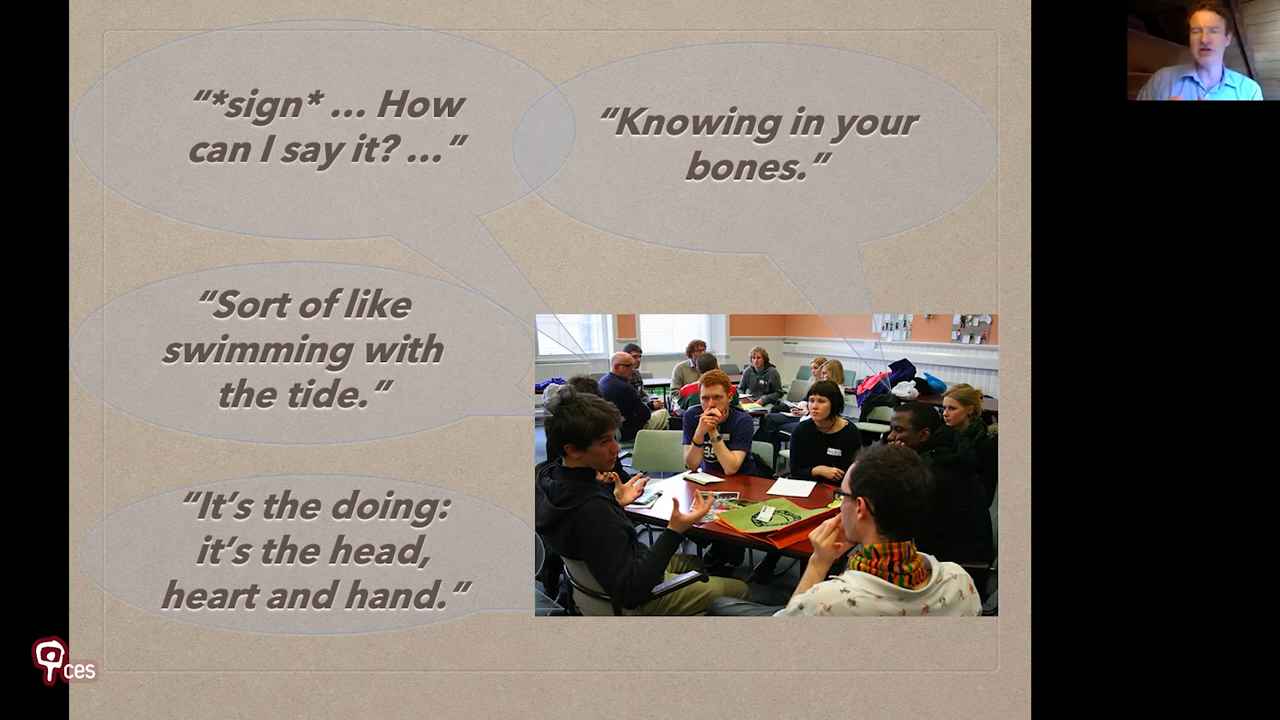 “*sign* ... How
can I say it? ...”
“Knowing in your
bones.”
“Sort of like
swimming with
the tide.”
“It’s the doing:
it’s the head,
heart and hand.”
ces